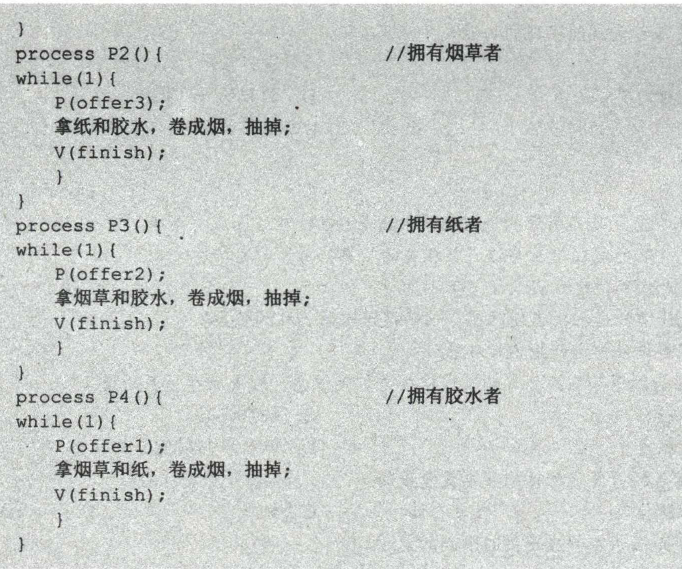 }
process P2(){                    //拥有烟草者
while(1){
    P(offer3);
    拿纸和胶水，卷成烟，抽掉;
    V(finish);
    }
}
process P3(){                    //拥有纸者
while(1){
    P(offer2);
    拿烟草和胶水，卷成烟，抽掉;
    V(finish);
    }
}
process P4(){                    //拥有胶水者
while(1){
    P(offer1);
    拿烟草和纸，卷成烟，抽掉;
    V(finish);
    }
}